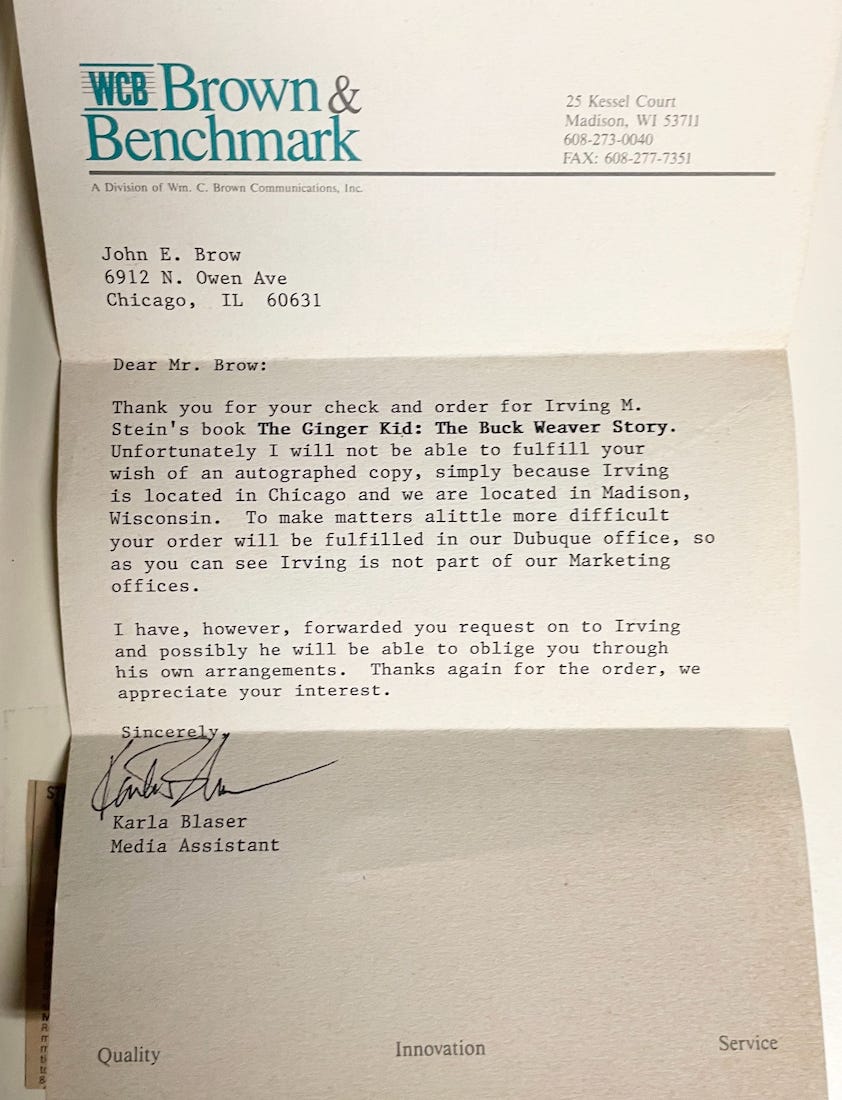 WCB Brown &
Benchmark
A Division of Wm. C. Brown Communications, Inc.
25 Kessel Court
Madison, WI 53711
608-273-0040
FAX: 608-277-7351
John E. Brow
6912 N. Owen Ave
Chicago, IL 60631
Dear Mr. Brow:
Thank you for your check and order for Irving M.
Stein's book The Ginger Kid: The Buck Weaver Story.
Unfortunately I will not be able to fulfill your
wish of an autographed copy, simply because Irving
is located in Chicago and we are located in Madison,
Wisconsin. To make matters alittle more difficult
your order will be fulfilled in our Dubuque office, so
as you can see Irving is not part of our Marketing
offices.
I have, however, forwarded you request on to Irving
and possibly he will be able to oblige you through
his own arrangements. Thanks again for the order, we
appreciate your interest.
Sincerely,
Karla Blaser
Media Assistant
Quality Innovation Service